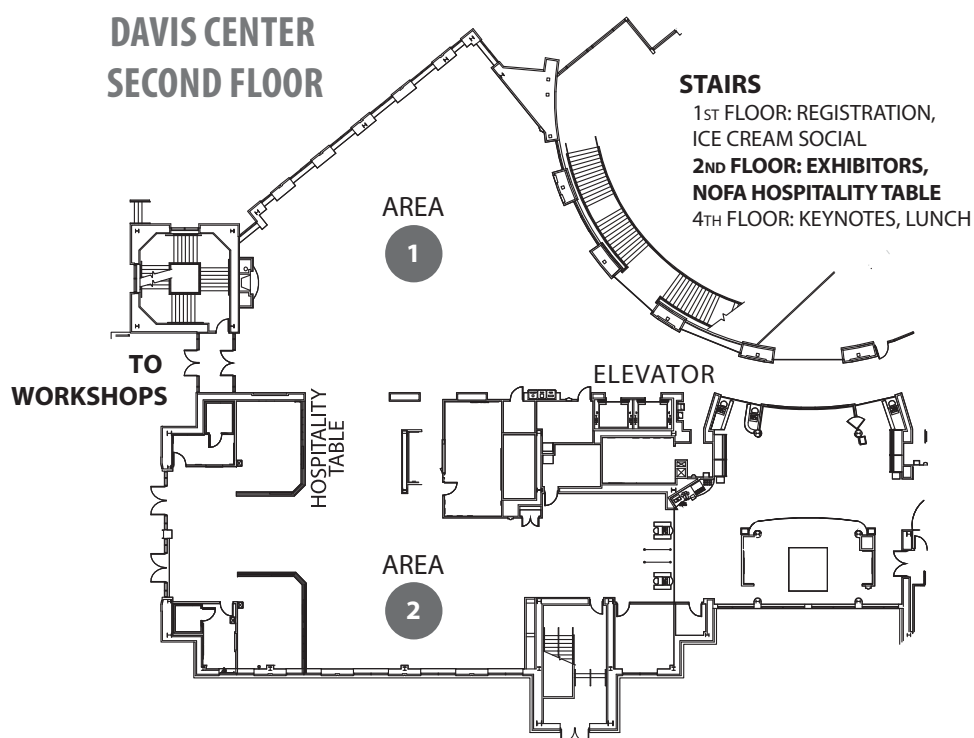 DAVIS CENTER
SECOND FLOOR
STAIRS
1ST FLOOR: REGISTRATION,
ICE CREAM SOCIAL
2ND FLOOR: EXHIBITORS,
NOFA HOSPITALITY TABLE
4TH FLOOR: KEYNOTES, LUNCH
AREA
1
TO
WORKSHOPS
ELEVATOR
HOSPITALITY
TABLE
AREA
2